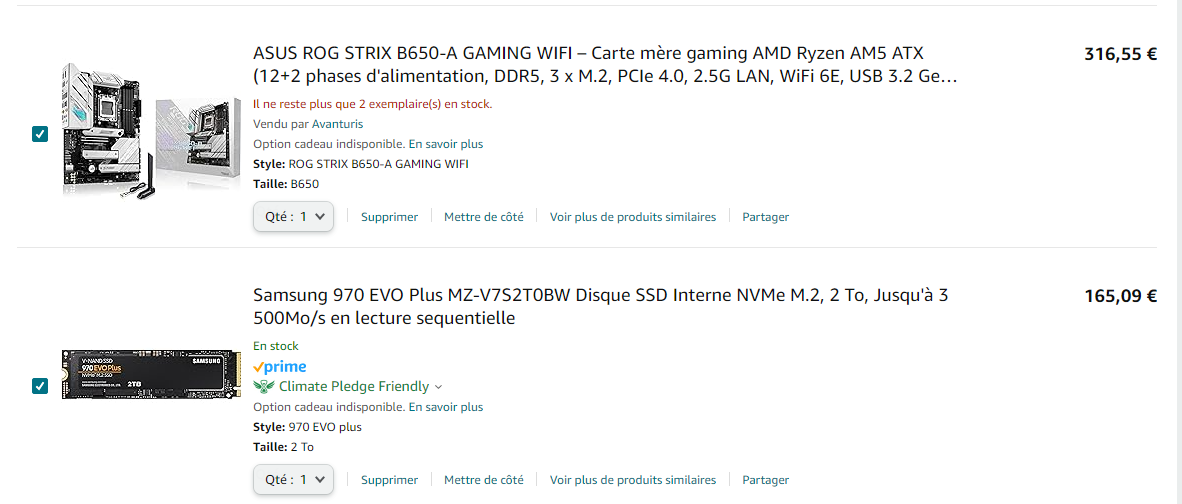 ASUS ROG STRIX B650-A GAMING WIFI – Carte mère gaming AMD Ryzen AM5 ATX
(12+2 phases d'alimentation, DDR5, 3 x M.2, PCIe 4.0, 2.5G LAN, WiFi 6E, USB 3.2 Ge…
316,55 €
Il ne reste plus que 2 exemplaire(s) en stock.
Vendu par Avanturis
Option cadeau indisponible. En savoir plus
Style: ROG STRIX B650-A GAMING WIFI
Taille: B650
Qté : 1
Supprimer
Mettre de côté
Voir plus de produits similaires
Partager
Samsung 970 EVO Plus MZ-V7S2T0BW Disque SSD Interne NVMe M.2, 2 To, Jusqu'à 3
500Mo/s en lecture sequentielle
165,09 €
En stock
prime
Climate Pledge Friendly
Option cadeau indisponible. En savoir plus
Style: 970 EVO plus
Taille: 2 To
Qté : 1
Supprimer
Mettre de côté
Voir plus de produits similaires
Partager
V-NAND SSD
970 EVO Plus
NVMe M.2 SSD
SAMSUNG
2TB